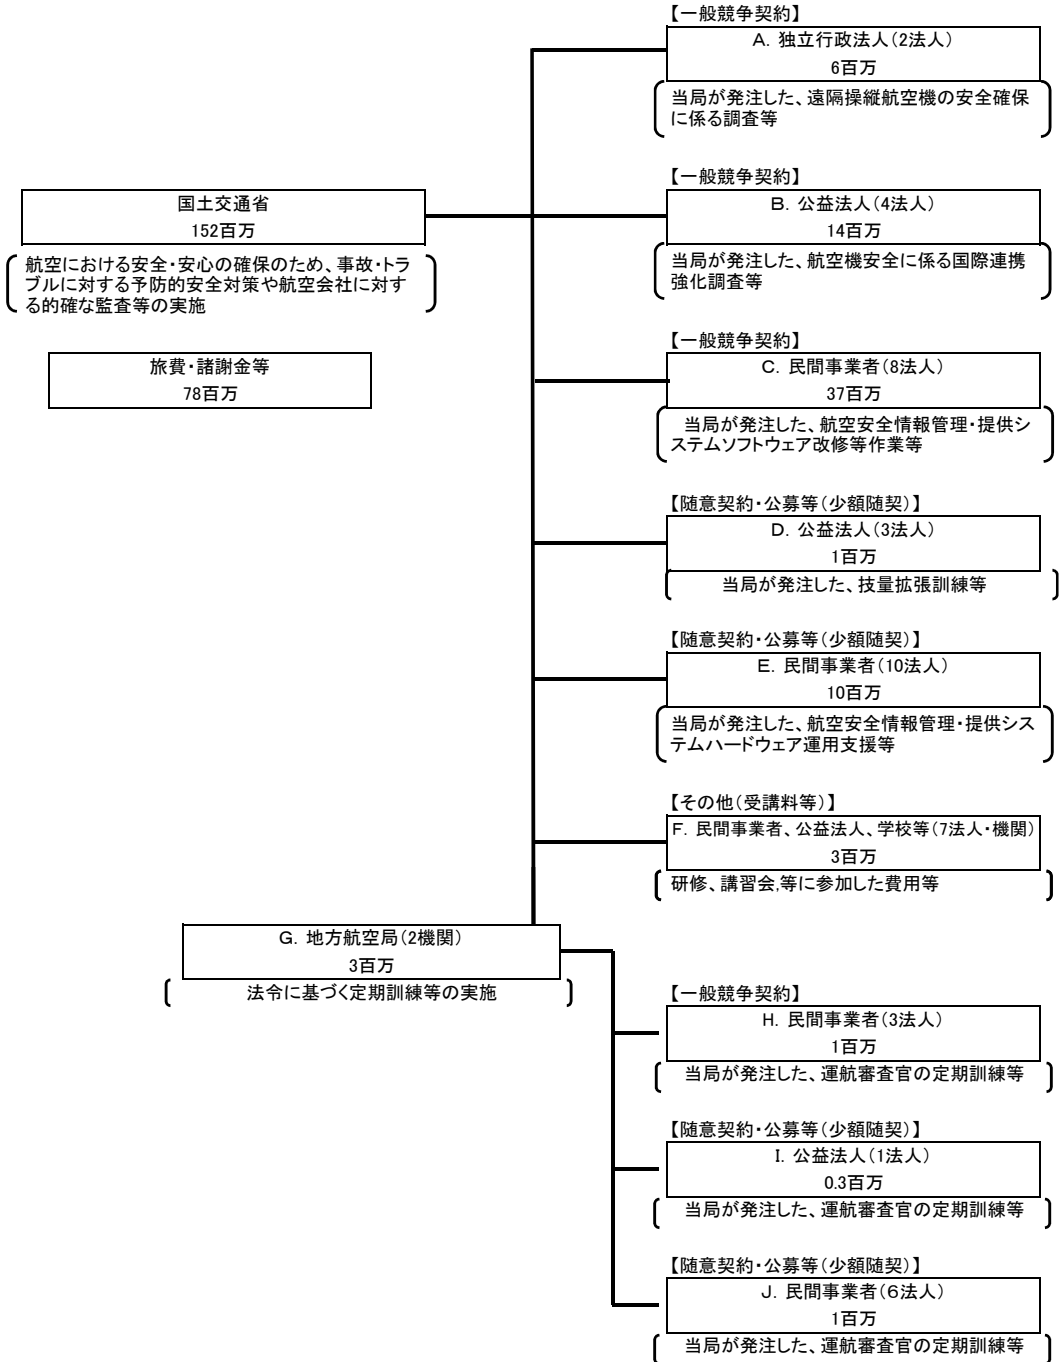 【一般競争契約】
A. 独立行政法人(2法人)
6百万
当局が発注した、遠隔操縦航空機の安全確保
に係る調査等
【一般競争契約】
国土交通省
152百万
B. 公益法人(4法人)
14百万
航空における安全・安心の確保のため、事故・トラ
ブルに対する予防的安全対策や航空会社に対す
る的確な監査等の実施
当局が発注した、航空機安全に係る国際連携
強化調査等
【一般競争契約】
旅費・諸謝金等
78百万
C. 民間事業者(8法人)
37百万
当局が発注した、航空安全情報管理・提供シ
ステムソフトウェア改修等作業等
【随意契約・公募等(少額随契)】
D. 公益法人(3法人)
1百万
当局が発注した、技量拡張訓練等
【随意契約・公募等(少額随契)】
E. 民間事業者(10法人)
10百万
当局が発注した、航空安全情報管理・提供シス
テムハードウェア運用支援等
【その他(受講料等)】
F. 民間事業者、公益法人、学校等(7法人・機関)
3百万
研修、講習会,等に参加した費用等
G. 地方航空局(2機関)
3百万
法令に基づく定期訓練等の実施
【一般競争契約】
H. 民間事業者(3法人)
1百万
当局が発注した、運航審査官の定期訓練等
【随意契約・公募等(少額随契)】
I. 公益法人(1法人)
0.3百万
当局が発注した、運航審査官の定期訓練等
【随意契約・公募等(少額随契)】
J. 民間事業者(6法人)
1百万
当局が発注した、運航審査官の定期訓練等